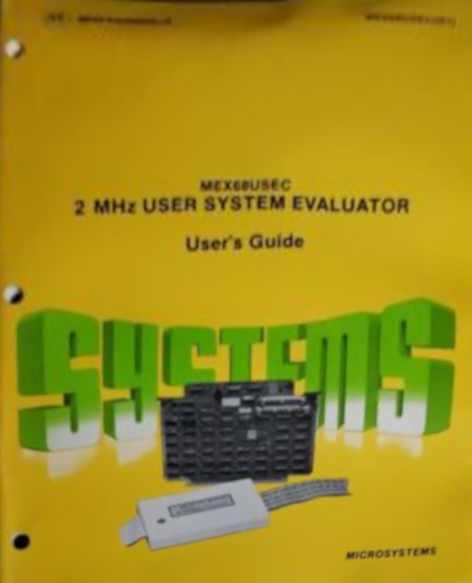 MEX68USEC
2 MHz USER SYSTEM EVALUATOR
User's Guide
SYSTEMS
MICROSYSTEMS